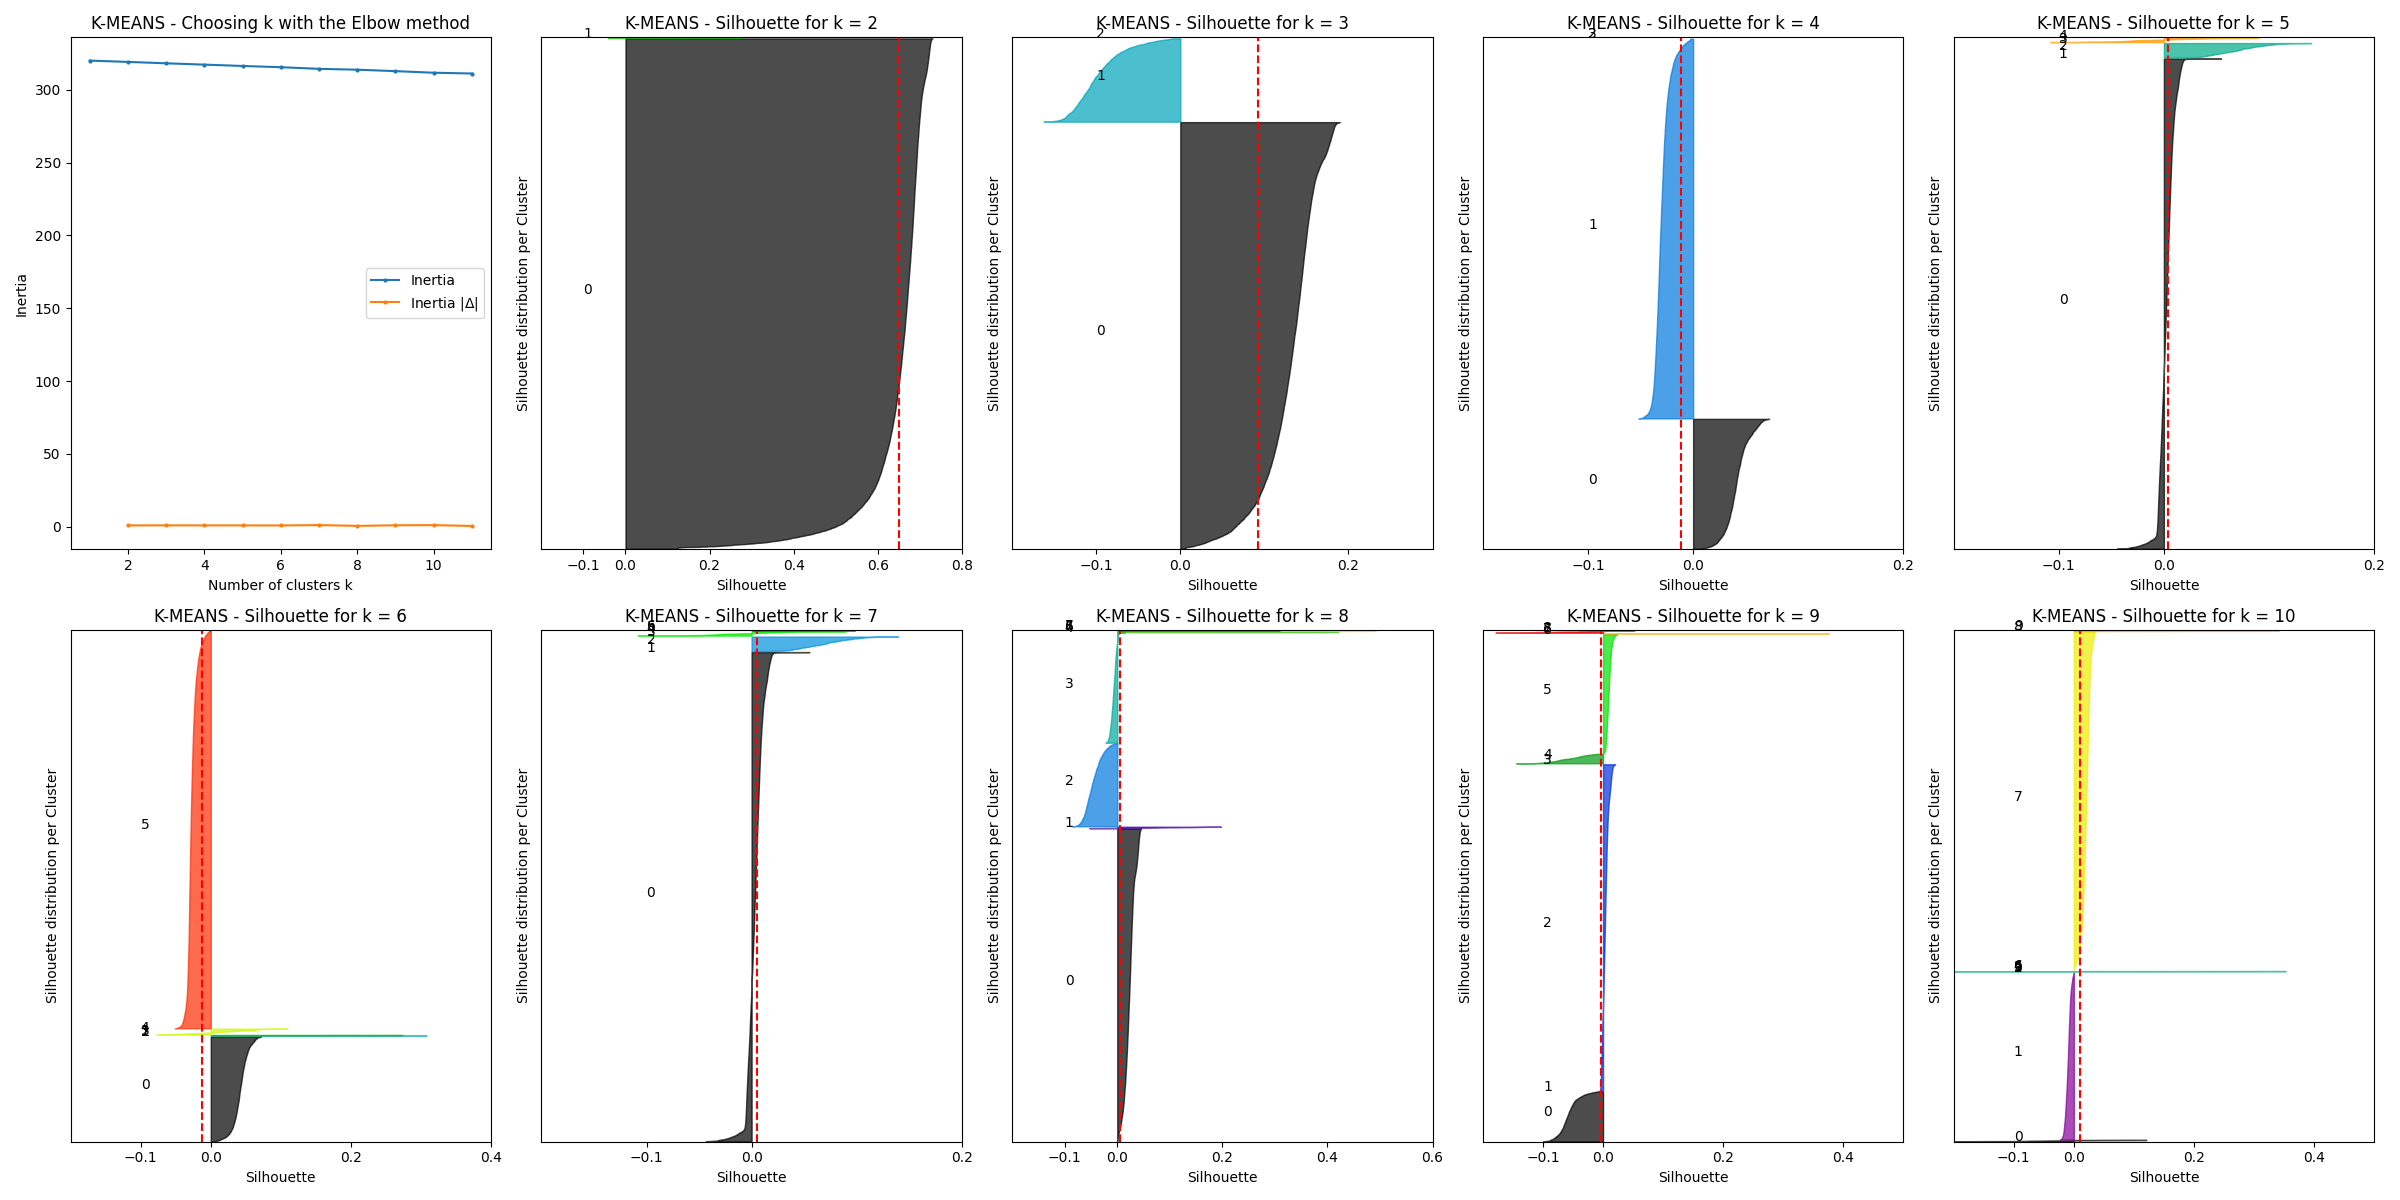 K-MEANS - Choosing k with the Elbow method
Inertia
300
250
200
150
100
50
0
2
4
6
8
10
Number of clusters k
Inertia
Inertia |Δ|
K-MEANS - Silhouette for k = 2
Silhouette distribution per Cluster
1
0
−0.1
0.0
0.2
0.4
0.6
0.8
Silhouette
K-MEANS - Silhouette for k = 3
Silhouette distribution per Cluster
2
1
0
−0.1
0.0
0.2
Silhouette
K-MEANS - Silhouette for k = 4
Silhouette distribution per Cluster
1
0
−0.1
0.0
0.2
Silhouette
K-MEANS - Silhouette for k = 5
Silhouette distribution per Cluster
2
1
0
−0.1
0.0
0.2
Silhouette
K-MEANS - Silhouette for k = 6
Silhouette distribution per Cluster
5
4
0
−0.1
0.0
0.2
0.4
Silhouette
K-MEANS - Silhouette for k = 7
Silhouette distribution per Cluster
2
1
0
−0.1
0.0
0.2
Silhouette
K-MEANS - Silhouette for k = 8
Silhouette distribution per Cluster
3
2
1
0
−0.1
0.0
0.2
0.4
0.6
Silhouette
K-MEANS - Silhouette for k = 9
Silhouette distribution per Cluster
5
4
3
2
1
0
−0.1
0.0
0.2
0.4
Silhouette
K-MEANS - Silhouette for k = 10
Silhouette distribution per Cluster
7
1
0
−0.1
0.0
0.2
0.4
Silhouette